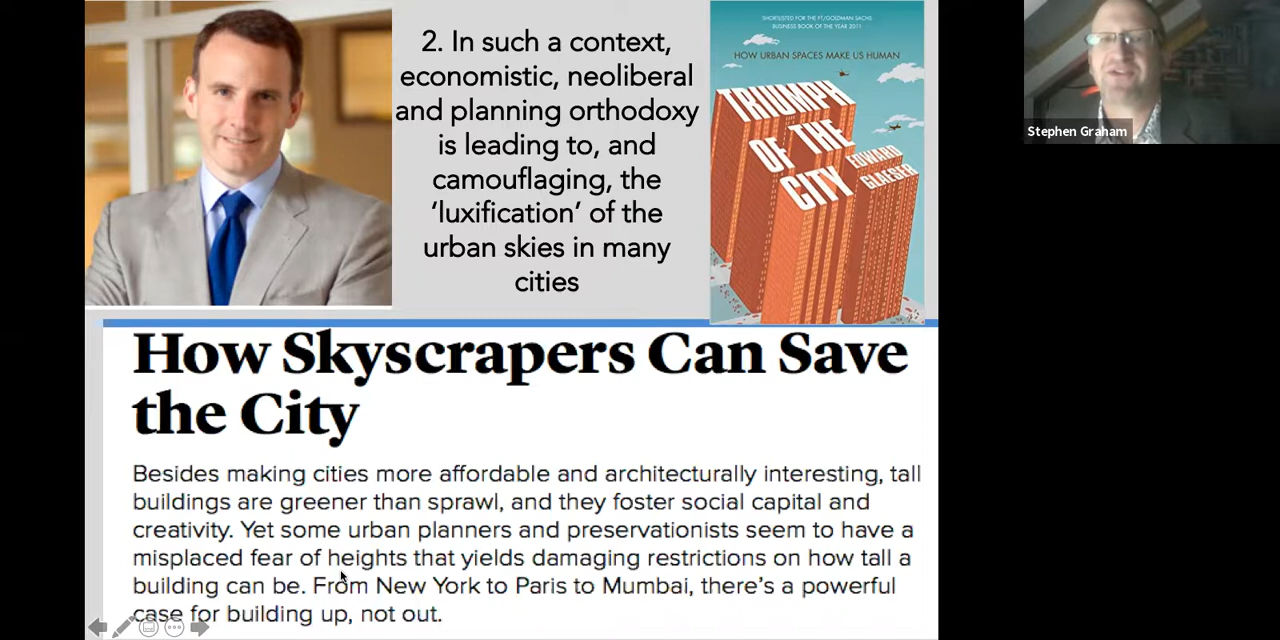 2. In such a context,
economistic, neoliberal
and planning orthodoxy
is leading to, and
camouflaging, the
‘luxification’ of the
urban skies in many
cities
SHORTLISTED FOR THE FT/GOLDMAN SACHS
BUSINESS BOOK OF THE YEAR 2011
HOW URBAN SPACES MAKE US HUMAN
TRIUMPH
OF THE
CITY
EDWARD
GLAESER
Stephen Graham
How Skyscrapers Can Save
the City
Besides making cities more affordable and architecturally interesting, tall
buildings are greener than sprawl, and they foster social capital and
creativity. Yet some urban planners and preservationists seem to have a
misplaced fear of heights that yields damaging restrictions on how tall a
building can be. From New York to Paris to Mumbai, there’s a powerful
case for building up, not out.